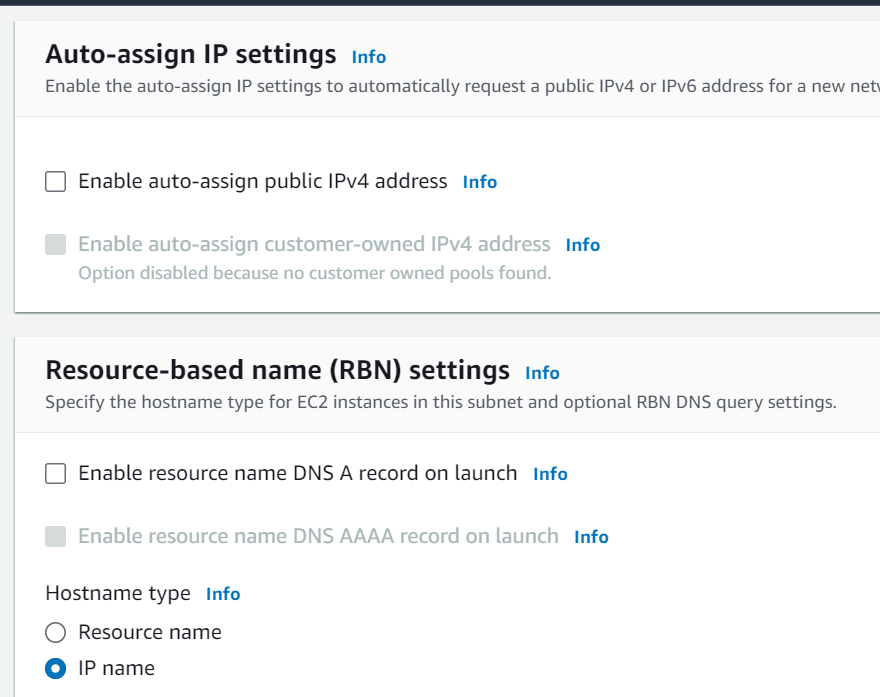 Auto-assign IP settings Info
Enable the auto-assign IP settings to automatically request a public IPv4 or IPv6 address for a new
Enable auto-assign public IPv4 address Info
Enable auto-assign customer-owned IPv4 address Info
Option disabled because no customer owned pools found.
Resource-based name (RBN) settings Info
Specify the hostname type for EC2 instances in this subnet and optional RBN DNS query settings.
Enable resource name DNS A record on launch Info
Enable resource name DNS AAAA record on launch Info
Hostname type Info
Resource name
IP name